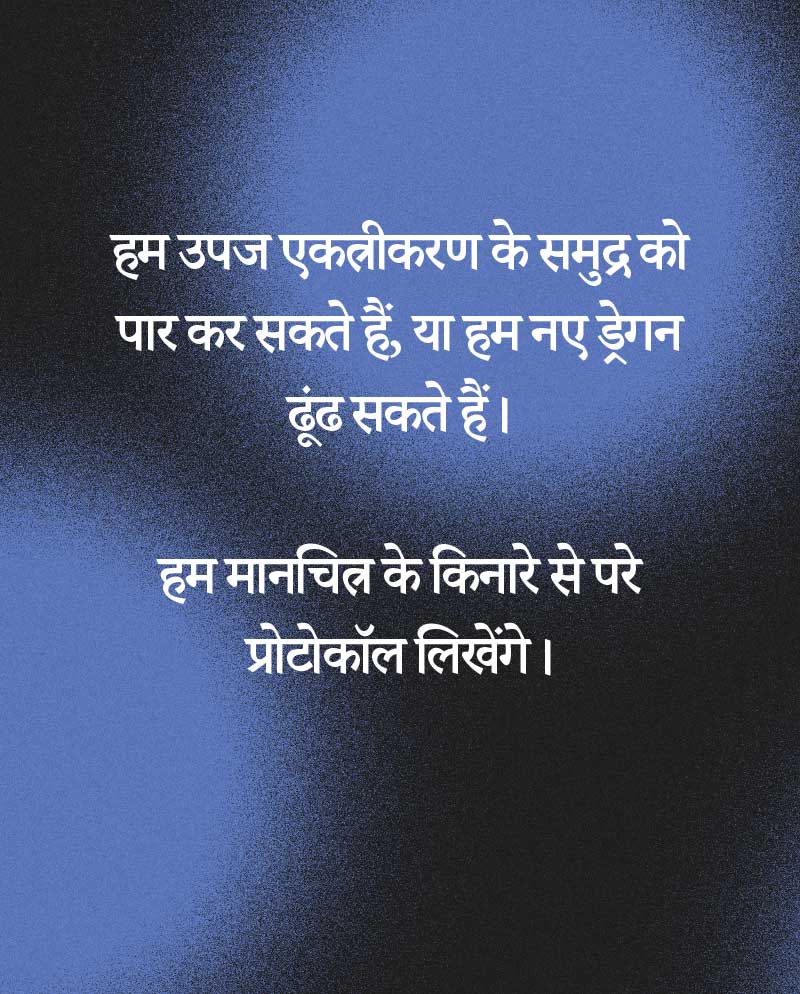 हम उपज एकत्रीकरण के समुद्र को
पार कर सकते हैं, या हम नए ड्रेगन
ढूंढ सकते हैं।
हम मानचित्र के किनारे से परे
प्रोटोकॉल लिखेंगे।